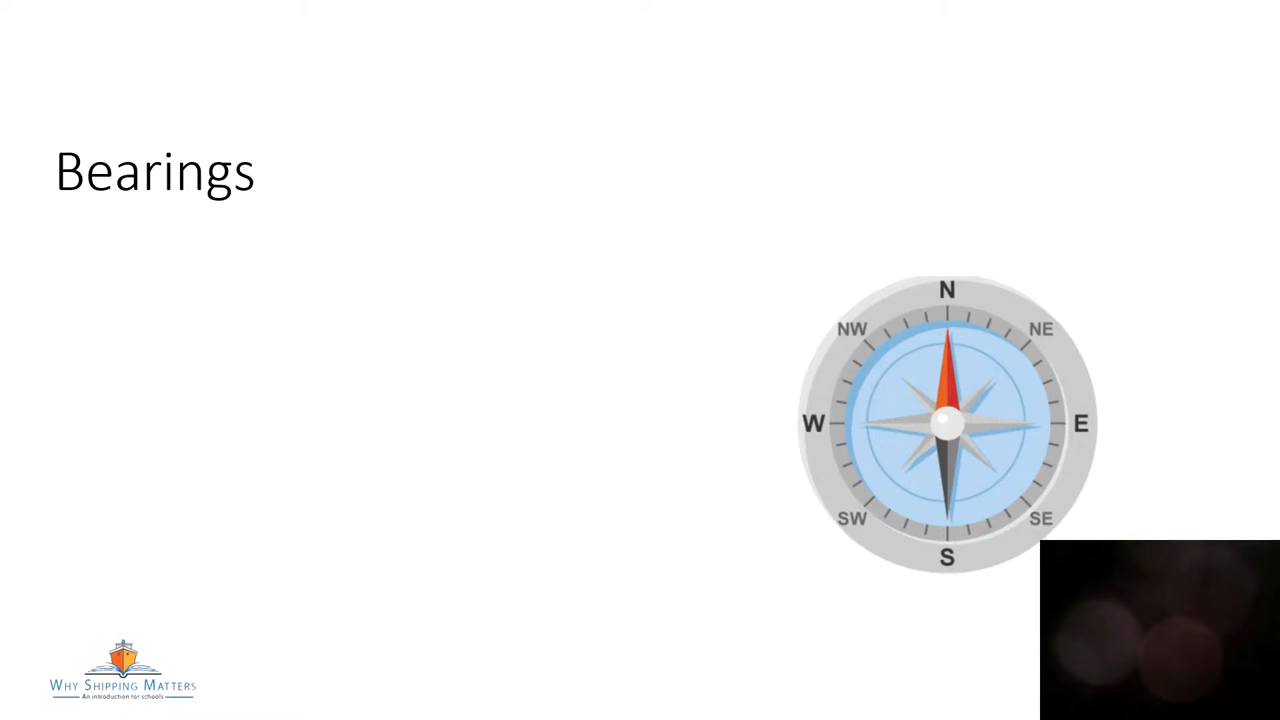 Bearings
N
NW
NE
W
E
SW
SE
S
WHY SHIPPING MATTERS
An introduction for schools